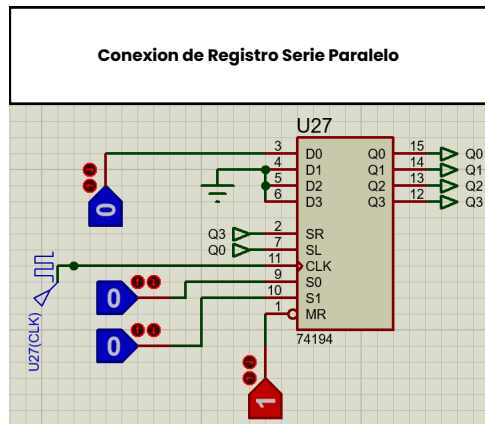 Conexion de Registro Serie Paralelo
U27
3 D0 Q0 15 Q0
4 D1 Q1 14 Q1
5 D2 Q2 13 Q2
6 D3 Q3 12 Q3
0
Q3 2 SR
Q0 7 SL
11 CLK
0 9 S0
10 S1
0 1 MR
74194
U27(CLK)
1